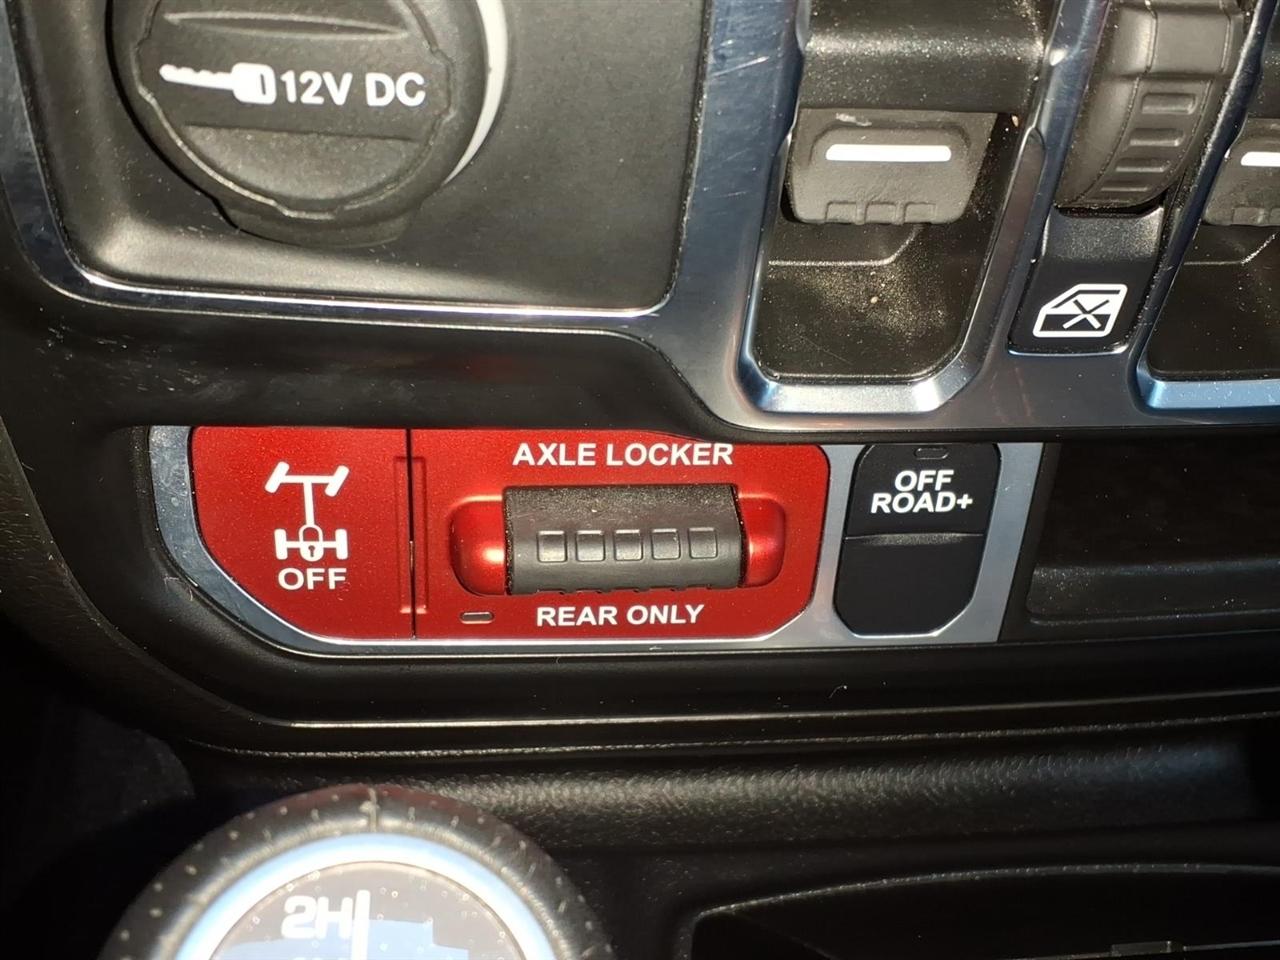 12V DC
AXLE LOCKER
OFF
ROAD+
OFF
REAR ONLY
2H